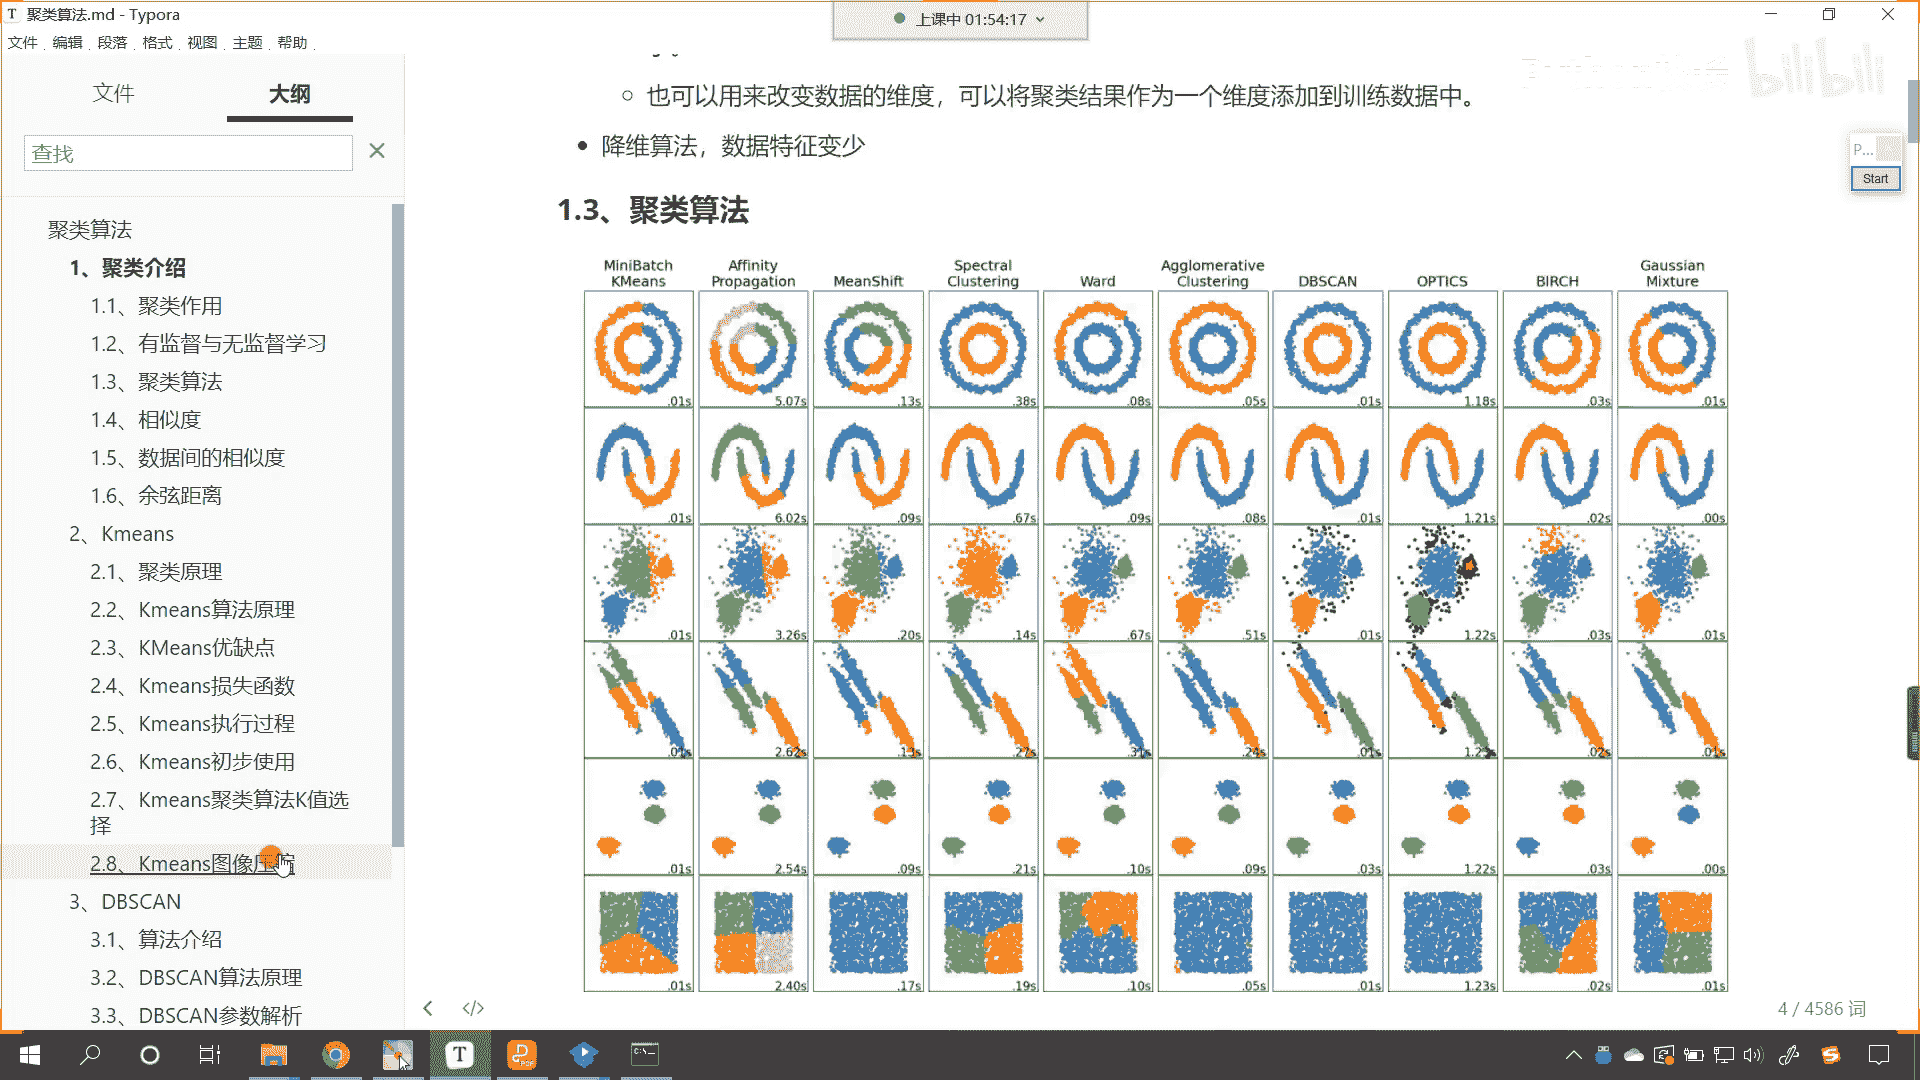 聚类算法.md - Typora
上课中 01:54:17
文件 编辑 段落 格式 视图 主题 帮助
文件
大纲
查找
聚类算法
1、聚类介绍
1.1、聚类作用
1.2、有监督与无监督学习
1.3、聚类算法
1.4、相似度
1.5、数据间的相似度
1.6、余弦距离
2、Kmeans
2.1、聚类原理
2.2、Kmeans算法原理
2.3、KMeans优缺点
2.4、Kmeans损失函数
2.5、Kmeans执行过程
2.6、Kmeans初步使用
2.7、Kmeans聚类算法K值选
择
2.8、Kmeans图像压缩
3、DBSCAN
3.1、算法介绍
3.2、DBSCAN算法原理
3.3、DBSCAN参数解析
也可以用来改变数据的维度，可以将聚类结果作为一个维度添加到训练数据中。
降维算法，数据特征变少
bilibili
P...
Start
1.3、聚类算法
MiniBatch KMeans
Affinity Propagation
MeanShift
Spectral Clustering
Ward
Agglomerative Clustering
DBSCAN
OPTICS
BIRCH
Gaussian Mixture
.01s 5.07s .13s .38s .08s .05s .01s 1.18s .03s .01s
.01s 6.02s .09s .67s .09s .08s .01s 1.21s .02s .00s
.01s 3.26s .20s .14s .67s .51s .01s 1.22s .03s .01s
.01s 2.62s .13s .27s .31s .24s .01s .02s .01s
.01s 2.54s .09s .21s .10s .09s .03s 1.22s .03s .00s
.01s 2.40s .17s .19s .10s .05s .01s 1.23s .02s .01s
4 / 4586 词